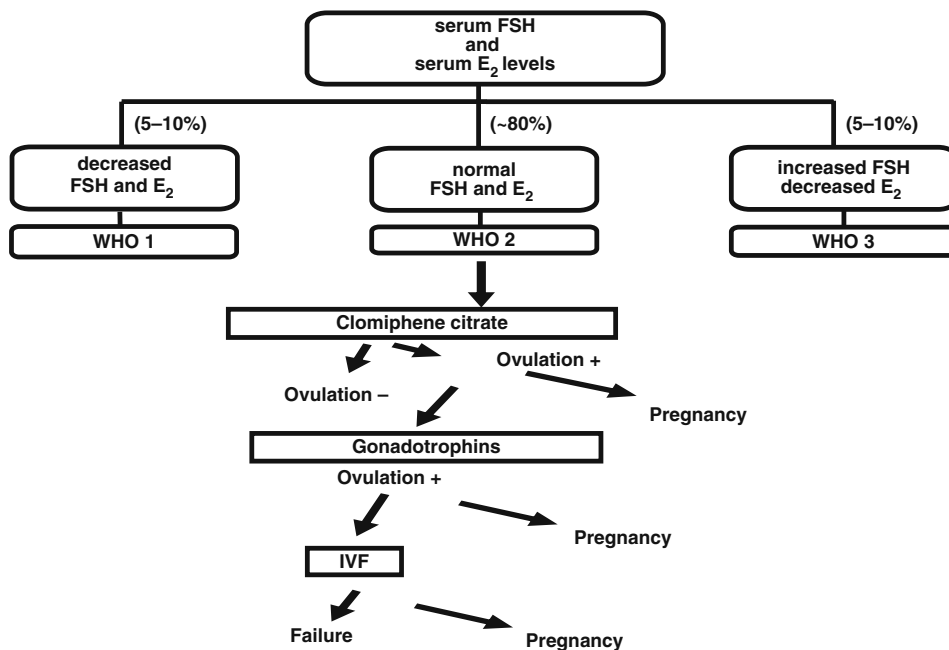 serum FSH
and
serum E₂ levels
(5–10%)
(~80%)
(5–10%)
decreased
FSH and E₂
normal
FSH and E₂
increased FSH
decreased E₂
WHO 1
WHO 2
WHO 3
Clomiphene citrate
Ovulation +
Ovulation –
Pregnancy
Gonadotrophins
Ovulation +
Pregnancy
IVF
Failure
Pregnancy